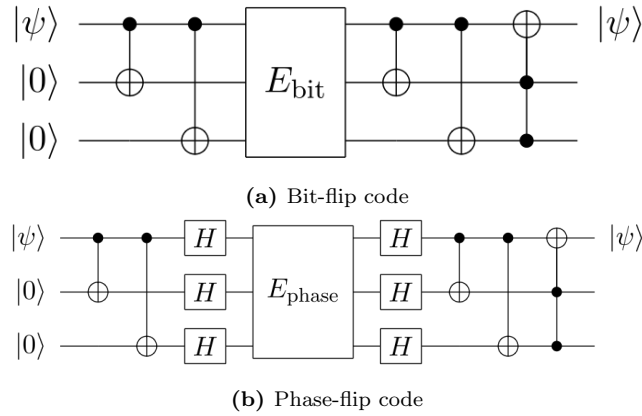 |ψ⟩ |ψ⟩
|0⟩ E_bit
|0⟩
(a) Bit-flip code
|ψ⟩ H H |ψ⟩
|0⟩ H E_phase H
|0⟩ H H
(b) Phase-flip code